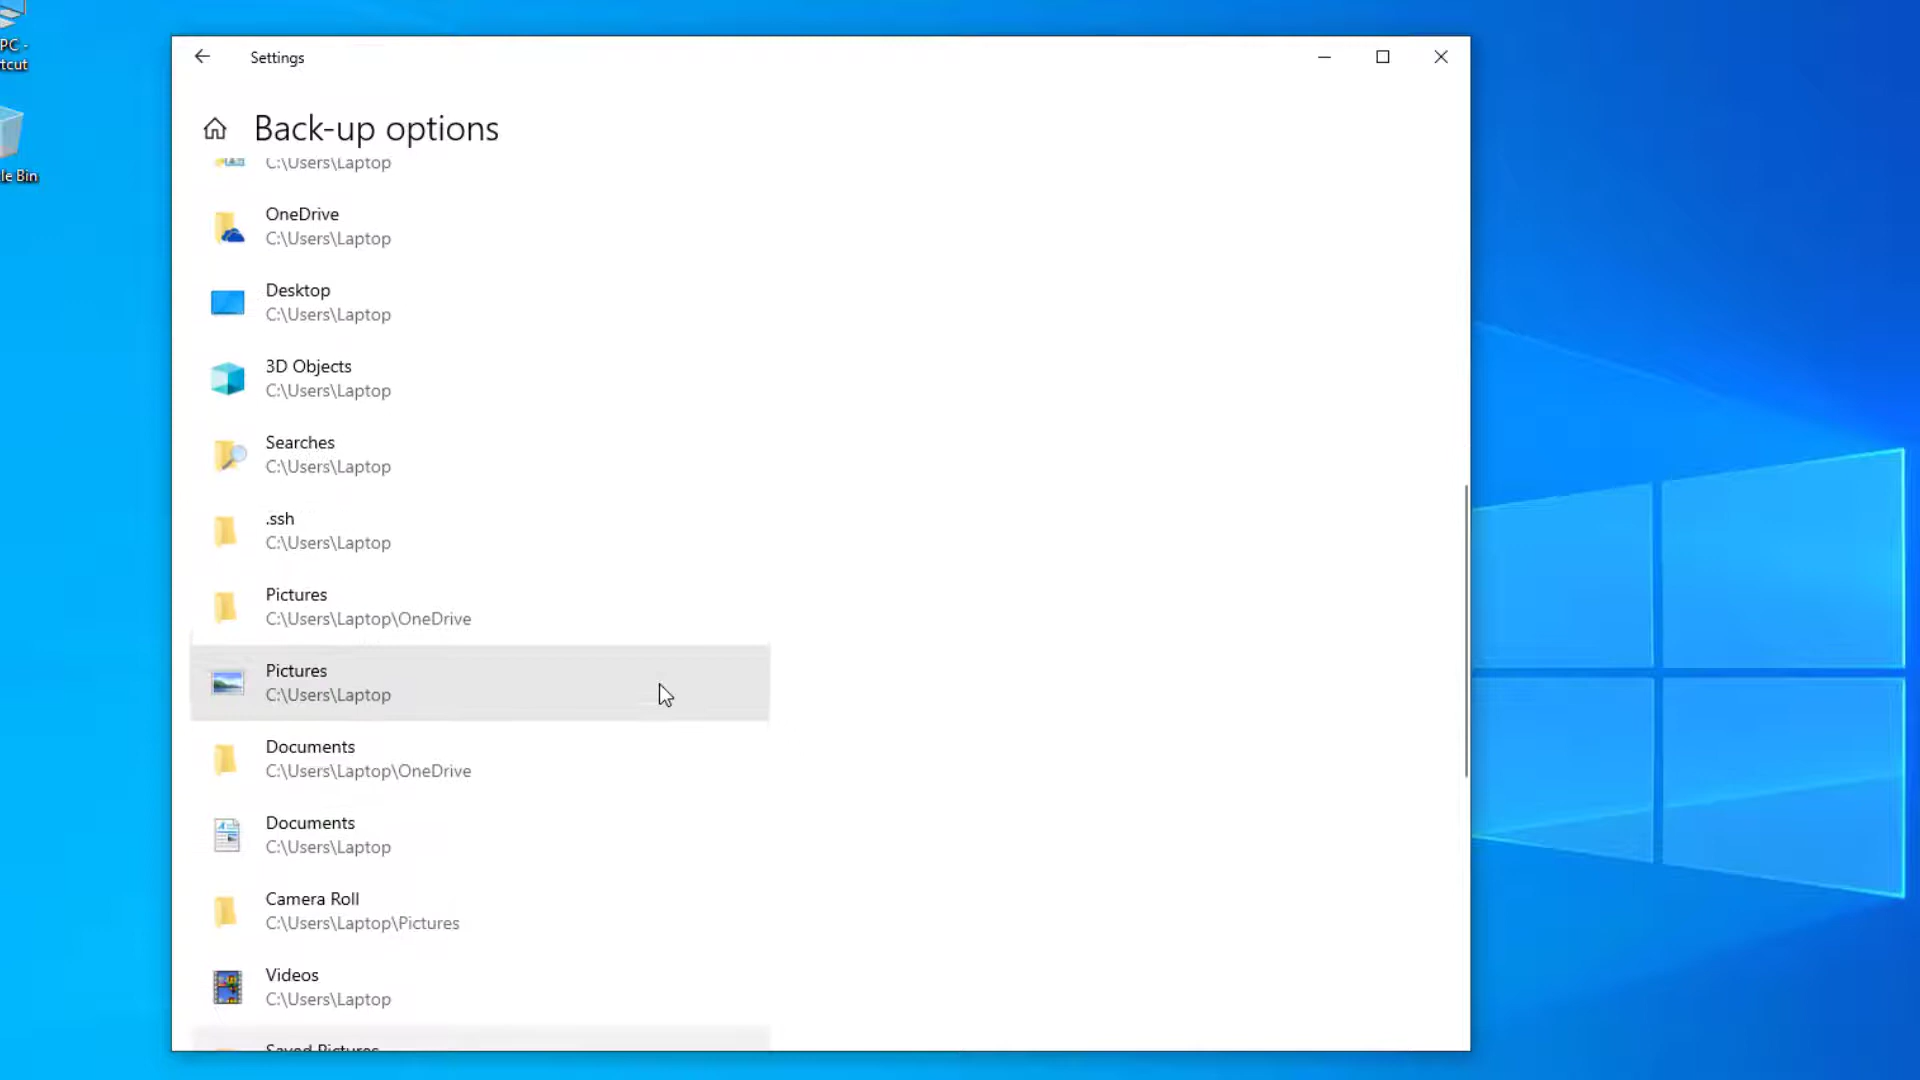 PC -
tcut
le Bin
Settings
Back-up options
C:\Users\Laptop
OneDrive
C:\Users\Laptop
Desktop
C:\Users\Laptop
3D Objects
C:\Users\Laptop
Searches
C:\Users\Laptop
.ssh
C:\Users\Laptop
Pictures
C:\Users\Laptop\OneDrive
Pictures
C:\Users\Laptop
Documents
C:\Users\Laptop\OneDrive
Documents
C:\Users\Laptop
Camera Roll
C:\Users\Laptop\Pictures
Videos
C:\Users\Laptop
Saved Pictures